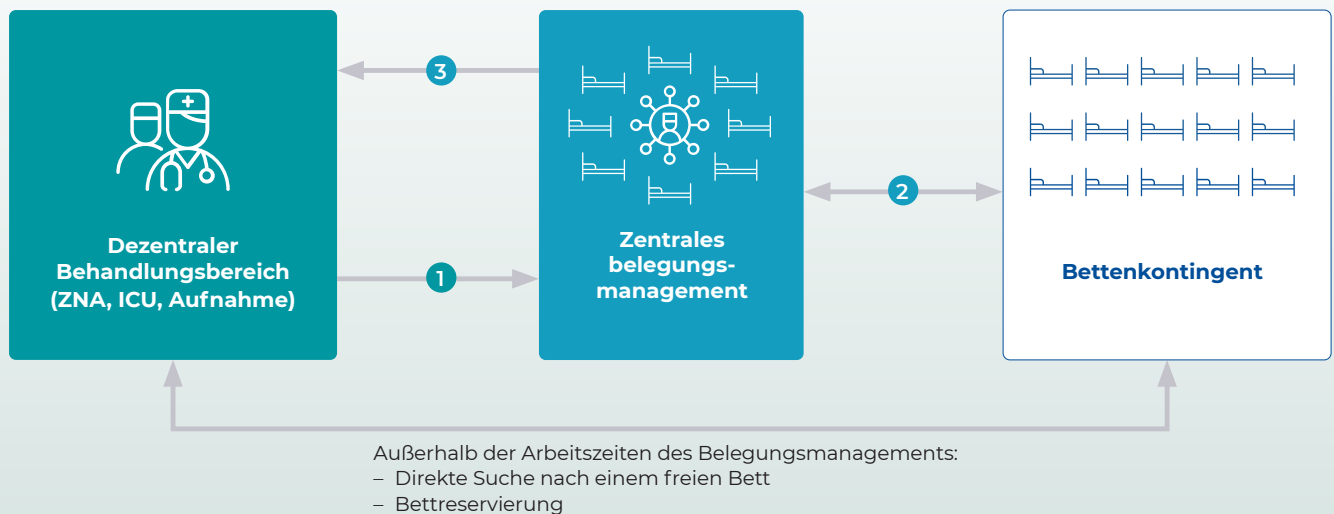 3
2
1
Dezentraler
Behandlungsbereich
(ZNA, ICU, Aufnahme)
Zentrales
belegungs-
management
Bettenkontingent
Außerhalb der Arbeitszeiten des Belegungsmanagements:
– Direkte Suche nach einem freien Bett
– Bettreservierung